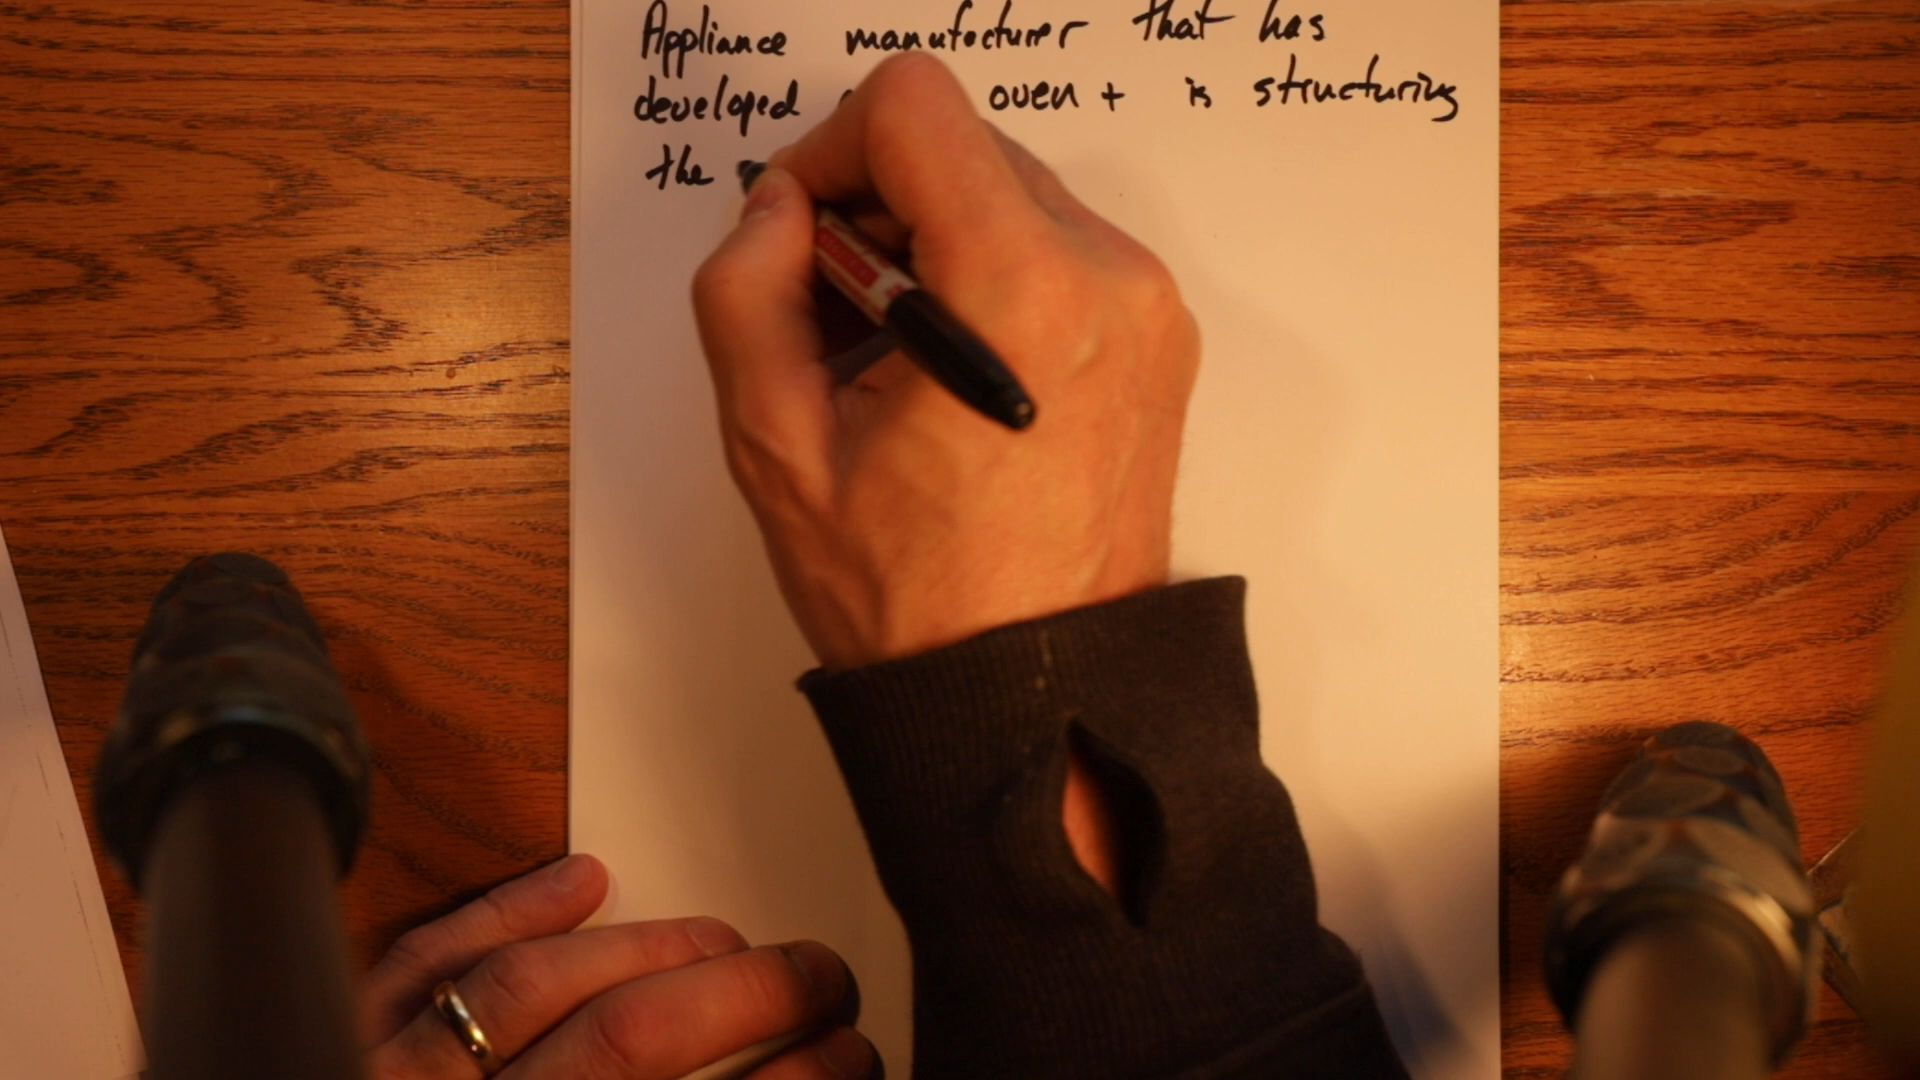 Appliance manufacturer that has
developed oven + is structuring
the